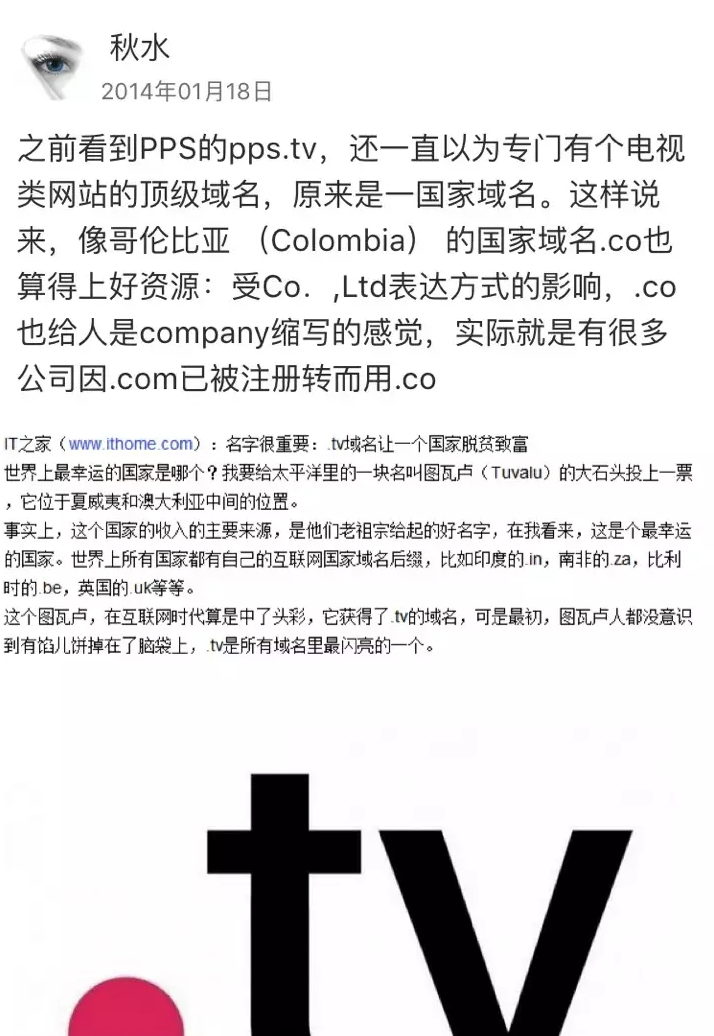 秋水
2014年01月18日
之前看到PPS的pps.tv，还一直以为专门有个电视
类网站的顶级域名，原来是一国家域名。这样说
来，像哥伦比亚 （Colombia） 的国家域名.co也
算得上好资源：受Co. ,Ltd表达方式的影响，.co
也给人是company缩写的感觉，实际就是有很多
公司因.com已被注册转而用.co
IT之家（www.ithome.com）：名字很重要：.tv域名让一个国家脱贫致富
世界上最幸运的国家是哪个？我要给太平洋里的一块名叫图瓦卢（Tuvalu）的大石头投上一票
，它位于夏威夷和澳大利亚中间的位置。
事实上，这个国家的收入的主要来源，是他们老祖宗给起的好名字，在我看来，这是个最幸运
的国家。世界上所有国家都有自己的互联网国家域名后缀，比如印度的.in，南非的.za，比利
时的.be，英国的.uk等等。
这个图瓦卢，在互联网时代算是中了头彩，它获得了.tv的域名，可是最初，图瓦卢人都没意识
到有馅儿饼掉在了脑袋上，.tv是所有域名里最闪亮的一个。
.tv